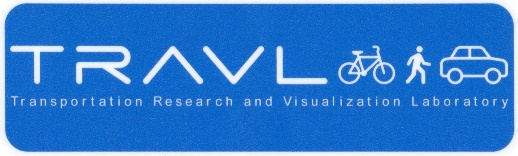 TRAVL
Transportation Research and Visualization Laboratory